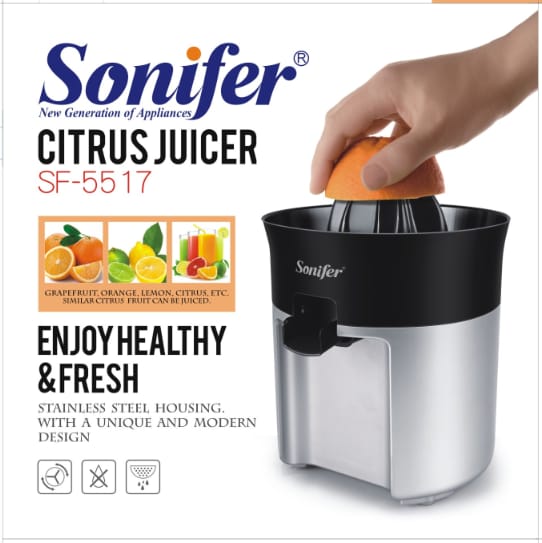 Sonifer®
New Generation of Appliances
CITRUS JUICER
SF-5517
Sonifer
GRAPEFRUIT, ORANGE, LEMON, CITRUS, ETC.
SIMILAR CITRUS FRUIT CAN BE JUICED.
ENJOY HEALTHY
&FRESH
STAINLESS STEEL HOUSING.
WITH A UNIQUE AND MODERN
DESIGN